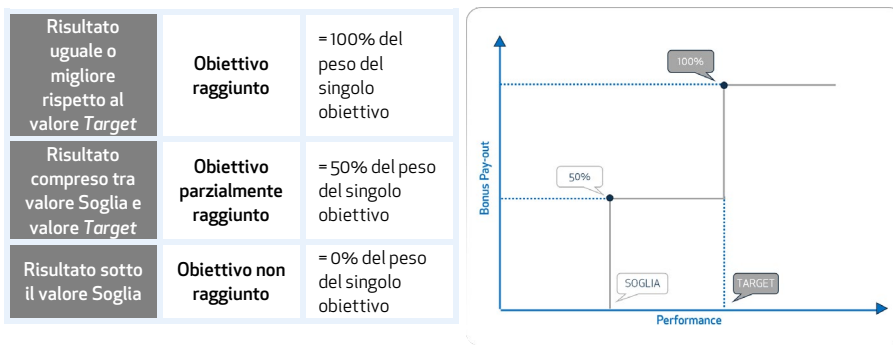 Risultato
uguale o
migliore
rispetto al
valore Target
Obiettivo
raggiunto
= 100% del
peso del
singolo
obiettivo
Risultato
compreso tra
valore Soglia e
valore Target
Obiettivo
parzialmente
raggiunto
= 50% del peso
del singolo
obiettivo
Risultato sotto
il valore Soglia
Obiettivo non
raggiunto
= 0% del peso
del singolo
obiettivo
100%
50%
Bonus Pay-out
SOGLIA
TARGET
Performance